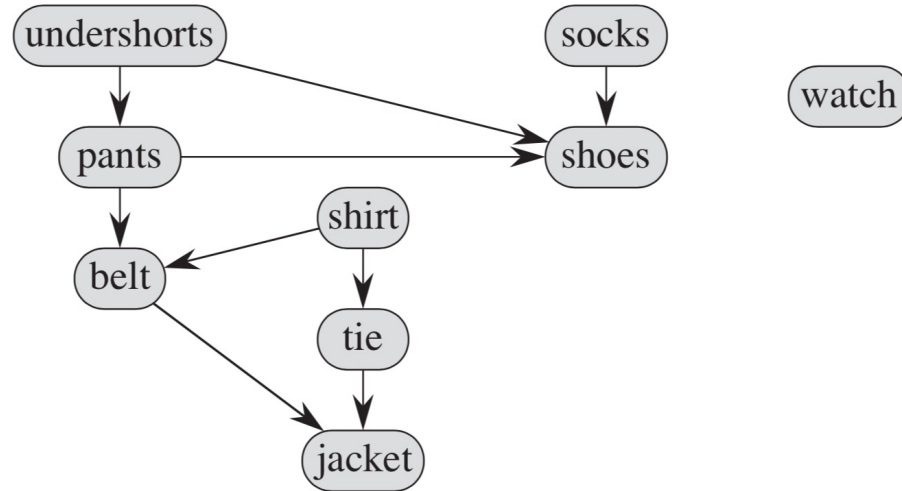 undershorts
socks
watch
pants
shoes
shirt
belt
tie
jacket